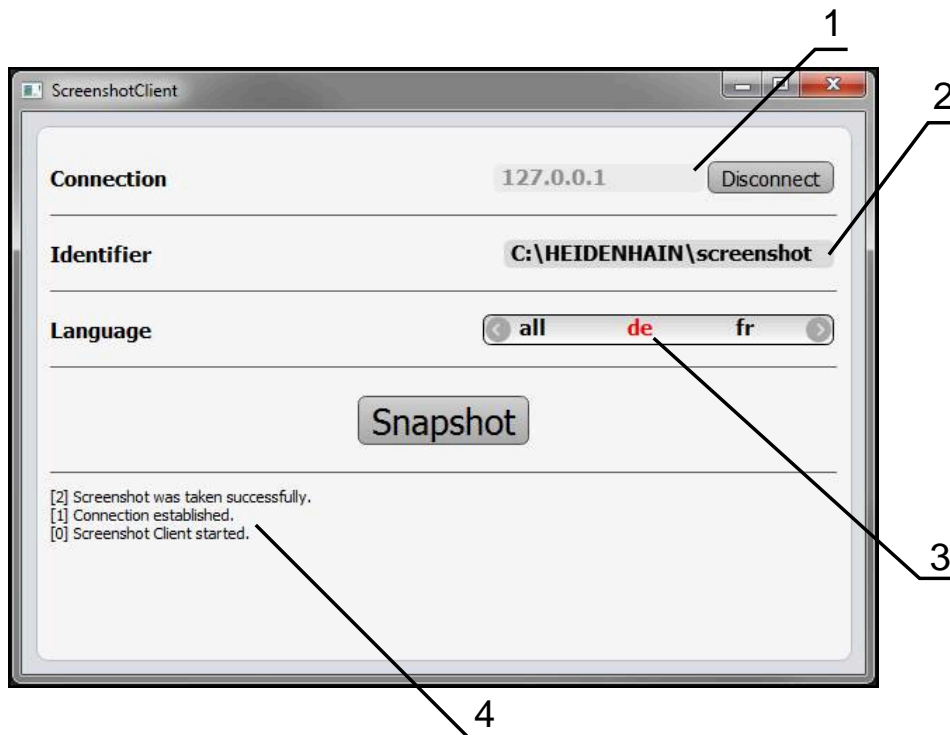 1
ScreenshotClient
2
Connection 127.0.0.1 Disconnect
Identifier C:\HEIDENHAIN\screenshot
Language all de fr
Snapshot
[2] Screenshot was taken successfully.
[1] Connection established.
[0] Screenshot Client started.
3
4